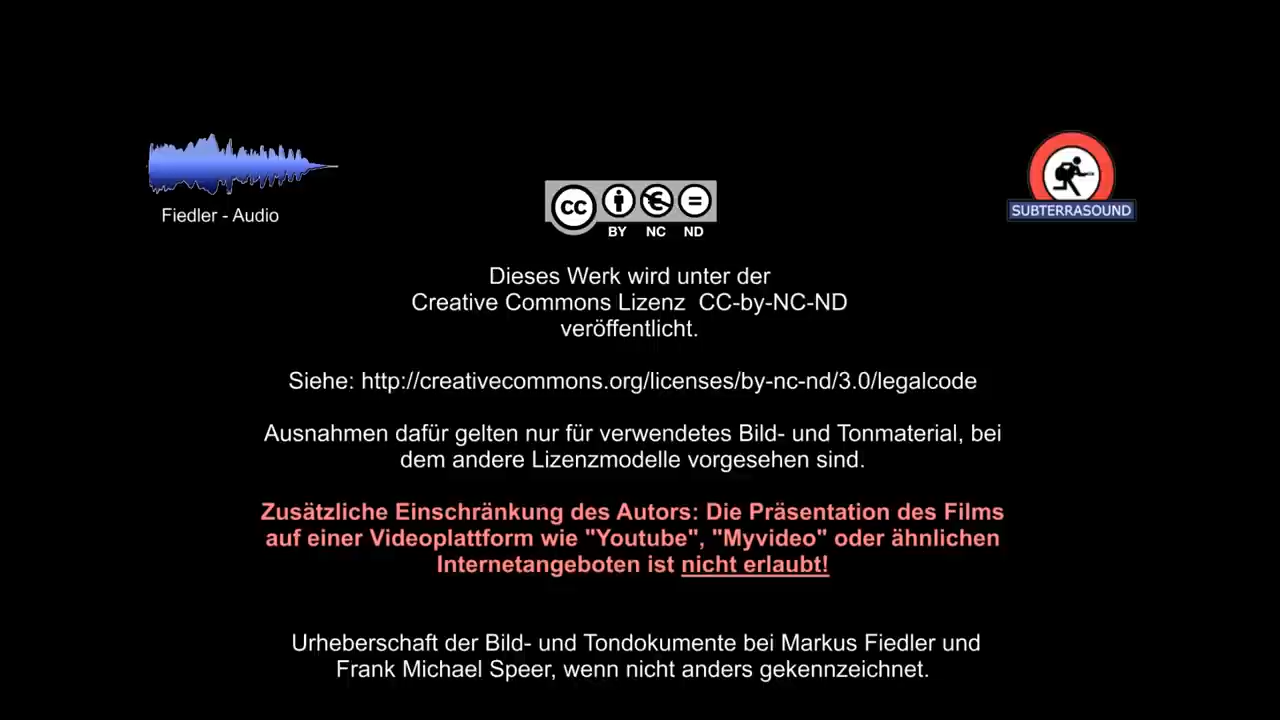 Fiedler - Audio
SUBTERRASOUND
cc
BY NC ND
Dieses Werk wird unter der
Creative Commons Lizenz CC-by-NC-ND
veröffentlicht.
Siehe: http://creativecommons.org/licenses/by-nc-nd/3.0/legalcode
Ausnahmen dafür gelten nur für verwendetes Bild- und Tonmaterial, bei
dem andere Lizenzmodelle vorgesehen sind.
Zusätzliche Einschränkung des Autors: Die Präsentation des Films
auf einer Videoplattform wie "Youtube", "Myvideo" oder ähnlichen
Internetangeboten ist nicht erlaubt!
Urheberschaft der Bild- und Tondokumente bei Markus Fiedler und
Frank Michael Speer, wenn nicht anders gekennzeichnet.